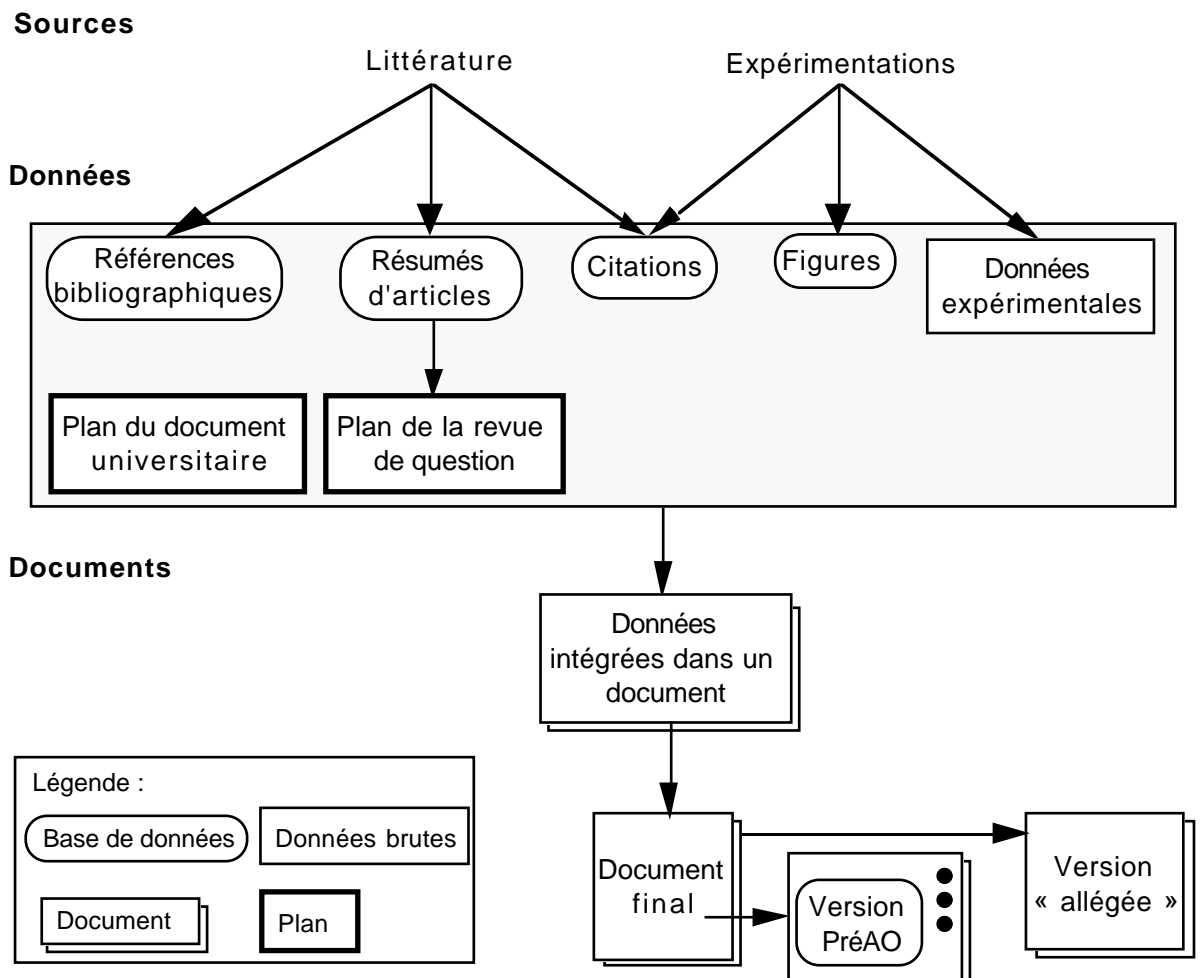 Sources
Littérature
Expérimentations
Données
Références
bibliographiques
Résumés
d'articles
Citations
Figures
Données
expérimentales
Plan du document
universitaire
Plan de la revue
de question
Documents
Données
intégrées dans un
document
Légende :
Base de données
Données brutes
Document
Plan
Document
final
Version
PréAO
Version
« allégée »